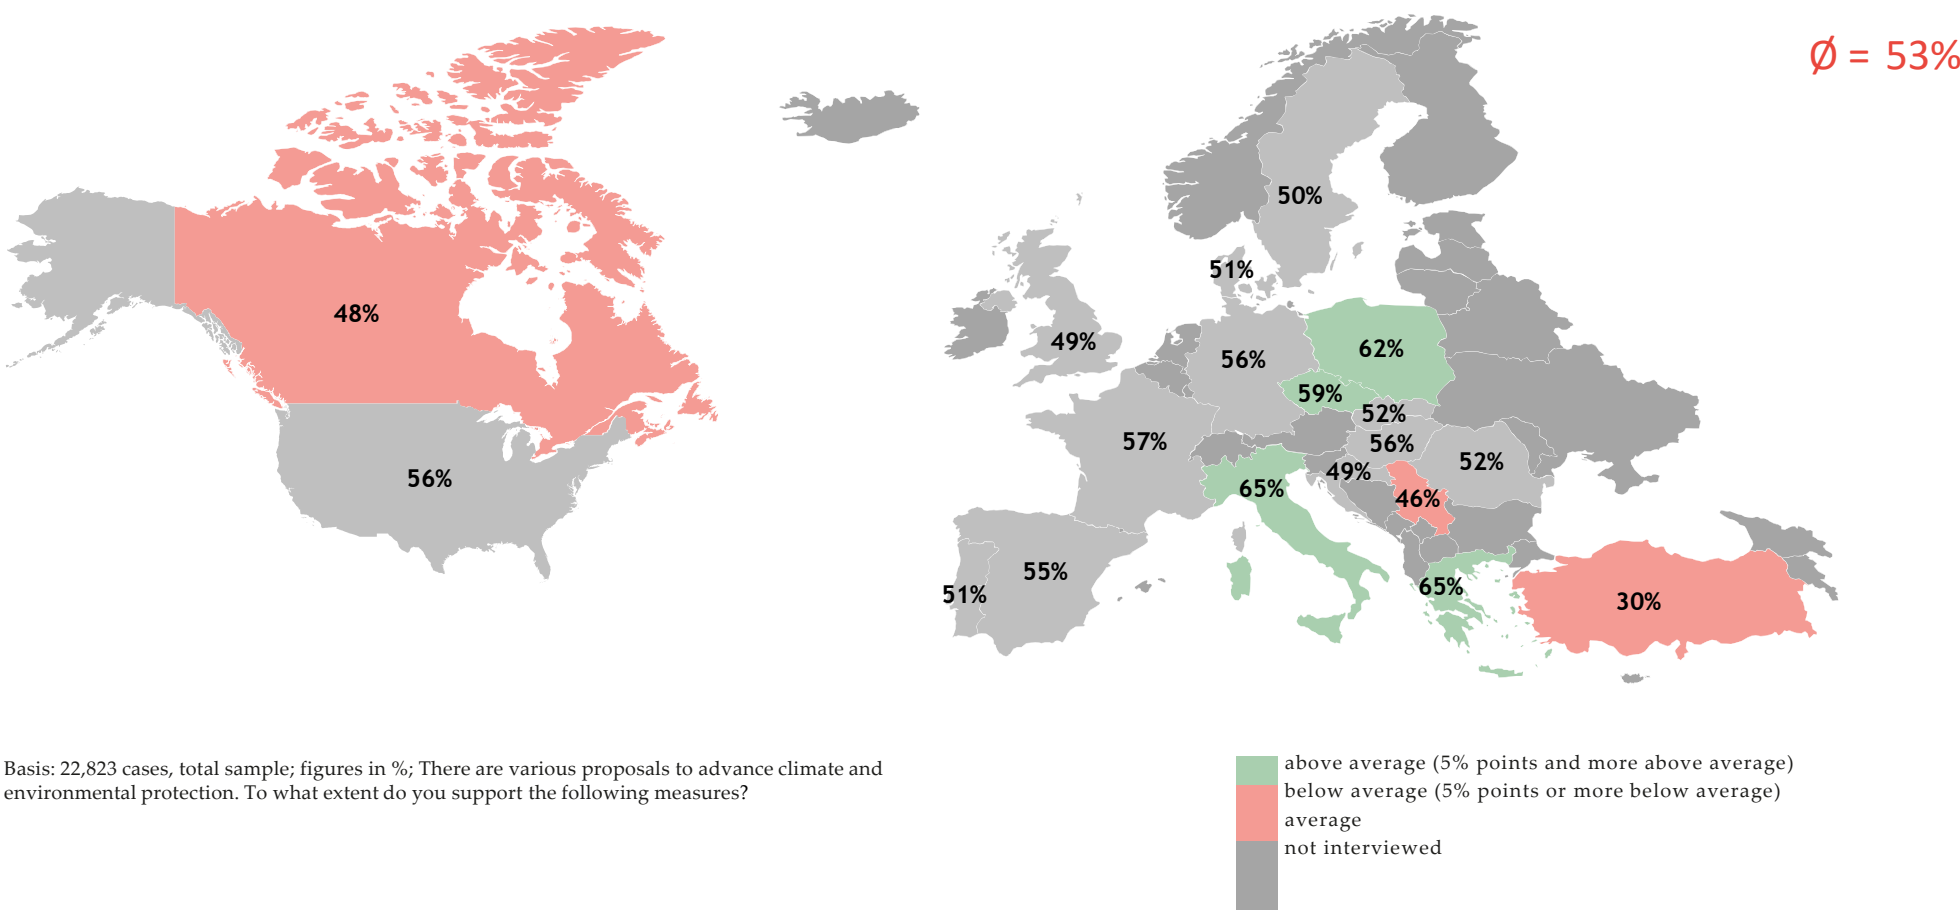 Ø = 53%
50%
51%
48%
49%
62%
56%
59%
52%
57%
56%
52%
49%
56%
65%
46%
55%
65%
51%
30%
Basis: 22,823 cases, total sample; figures in %; There are various proposals to advance climate and
environmental protection. To what extent do you support the following measures?
above average (5% points and more above average)
below average (5% points or more below average)
average
not interviewed